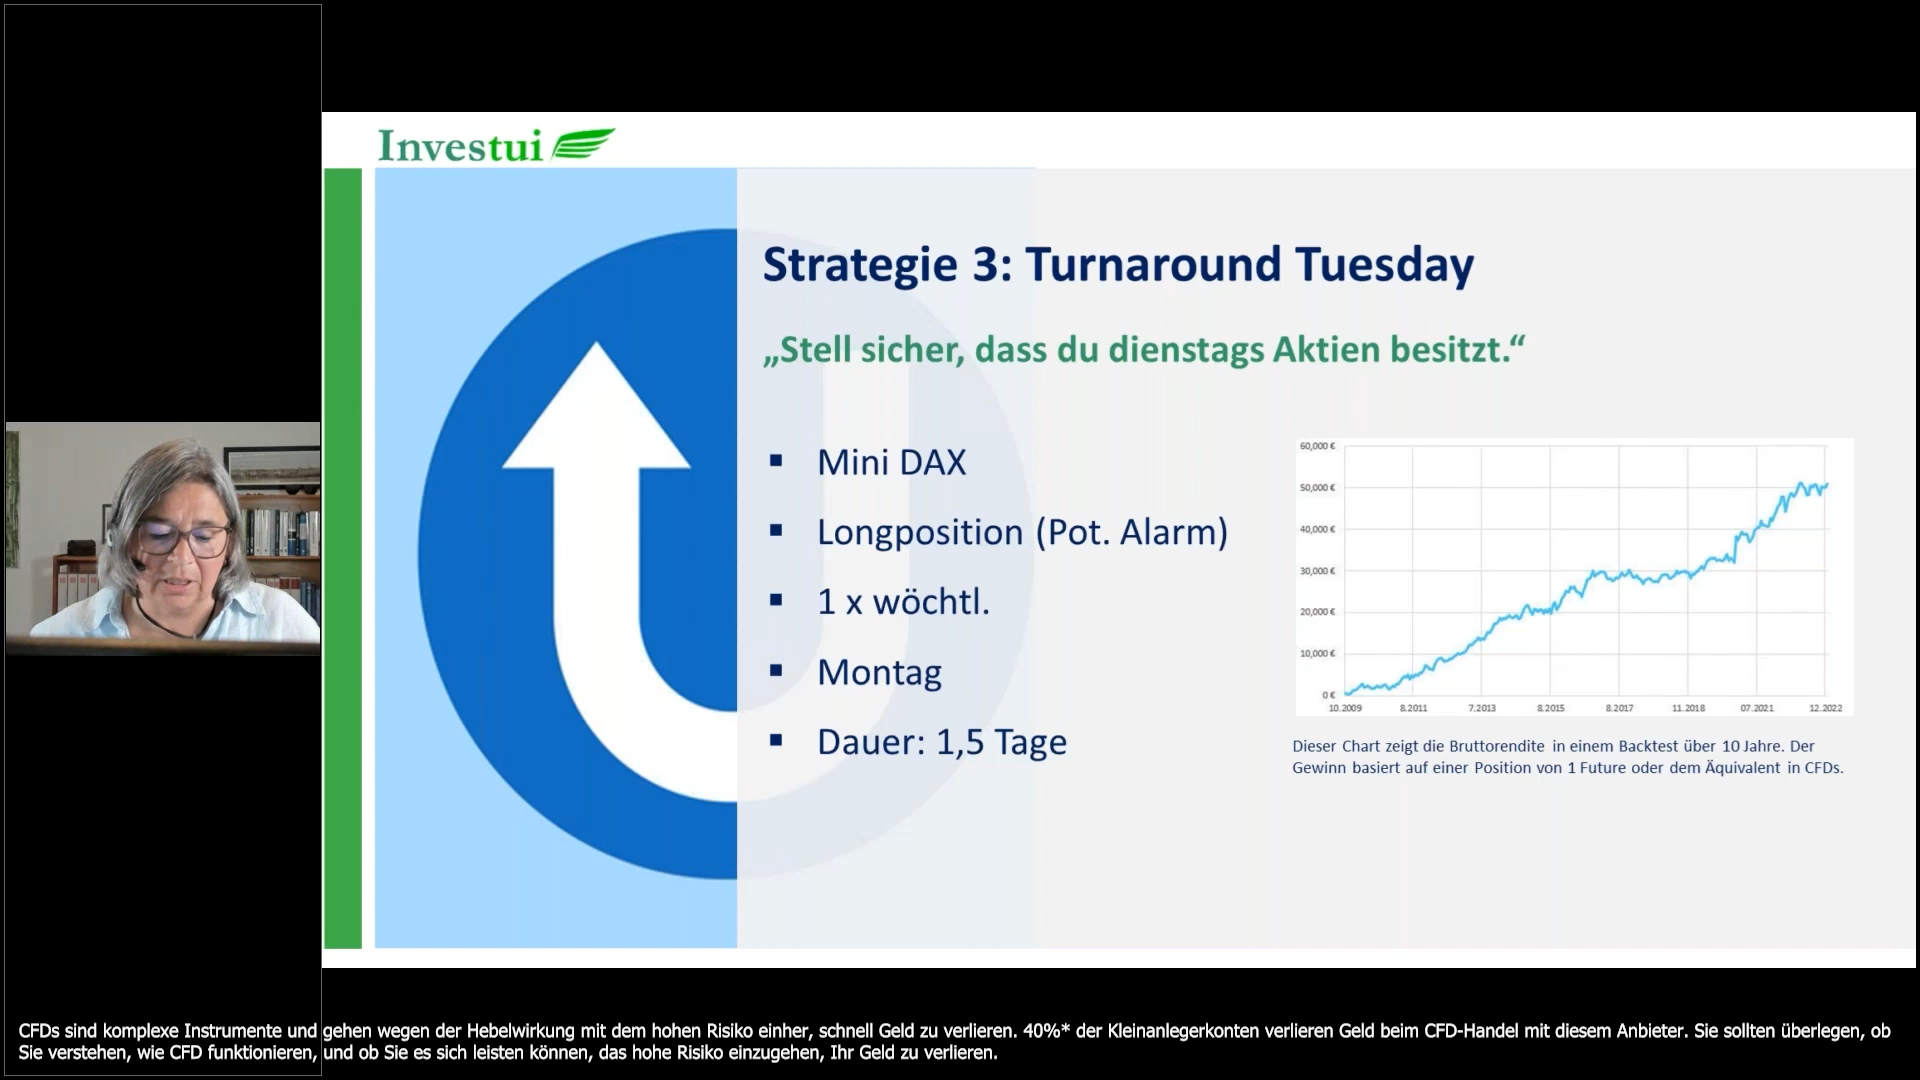 Investui
Strategie 3: Turnaround Tuesday
„Stell sicher, dass du dienstags Aktien besitzt.“
▪ Mini DAX
▪ Longposition (Pot. Alarm)
▪ 1 x wöchtl.
▪ Montag
▪ Dauer: 1,5 Tage
60,000 €
50,000 €
40,000 €
30,000 €
20,000 €
10,000 €
0 €
10.2009 8.2011 7.2013 8.2015 8.2017 11.2018 07.2021 12.2022
Dieser Chart zeigt die Bruttorendite in einem Backtest über 10 Jahre. Der
Gewinn basiert auf einer Position von 1 Future oder dem Äquivalent in CFDs.
CFDs sind komplexe Instrumente und gehen wegen der Hebelwirkung mit dem hohen Risiko einher, schnell Geld zu verlieren. 40%* der Kleinanlegerkonten verlieren Geld beim CFD-Handel mit diesem Anbieter. Sie sollten überlegen, ob
Sie verstehen, wie CFD funktionieren, und ob Sie es sich leisten können, das hohe Risiko einzugehen, Ihr Geld zu verlieren.